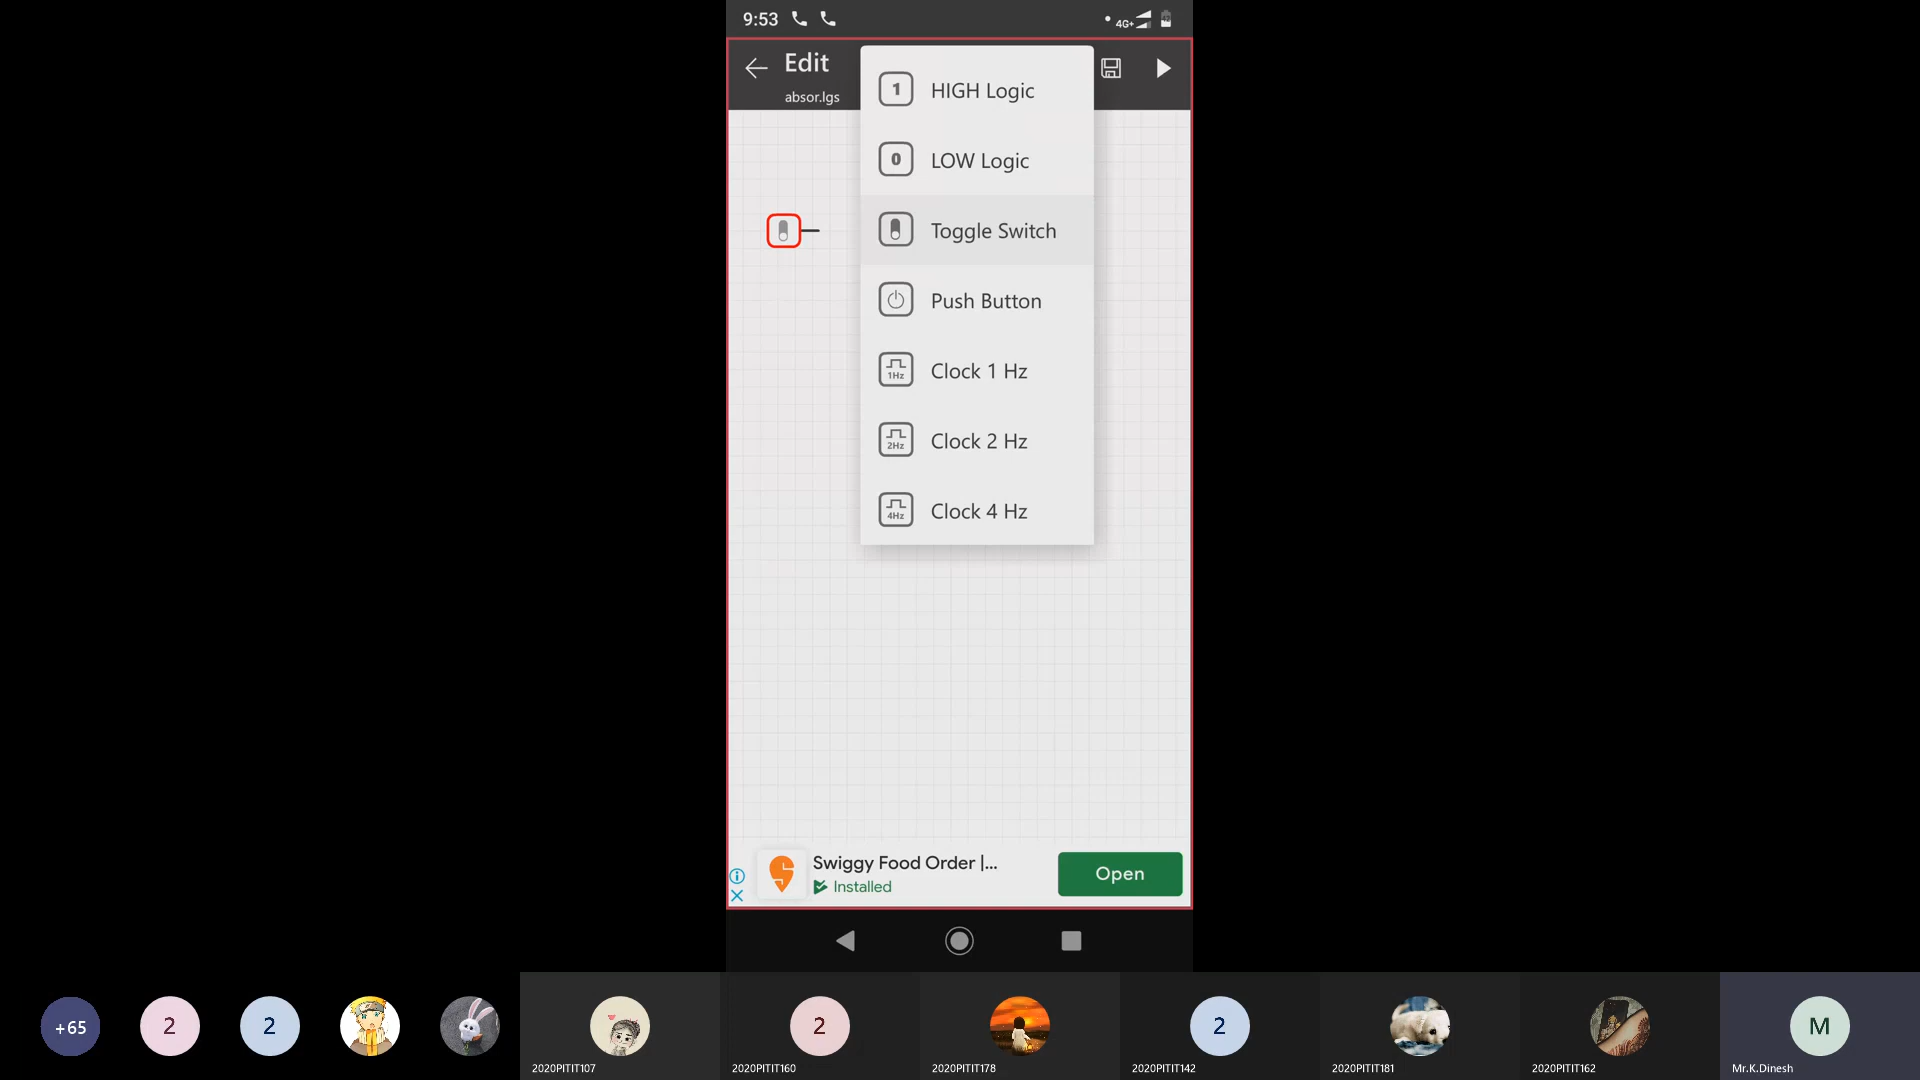 9:53
4G+
Edit
absor.lgs
1 HIGH Logic
0 LOW Logic
Toggle Switch
Push Button
1Hz Clock 1 Hz
2Hz Clock 2 Hz
4Hz Clock 4 Hz
Swiggy Food Order |...
Installed
Open
+65
2
2
2
2
M
2020PITIT107
2020PITIT160
2020PITIT178
2020PITIT142
2020PITIT181
2020PITIT162
Mr.K.Dinesh